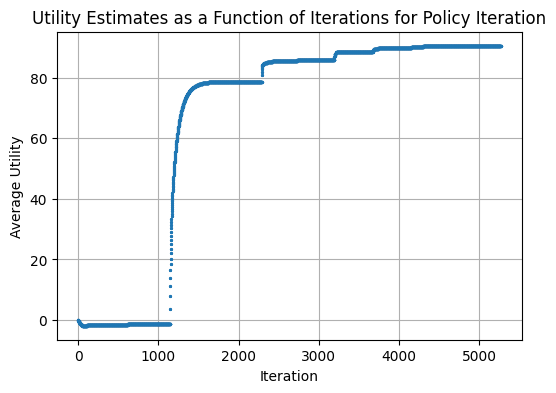 Utility Estimates as a Function of Iterations for Policy Iteration
Average Utility
80
60
40
20
0
0 1000 2000 3000 4000 5000
Iteration